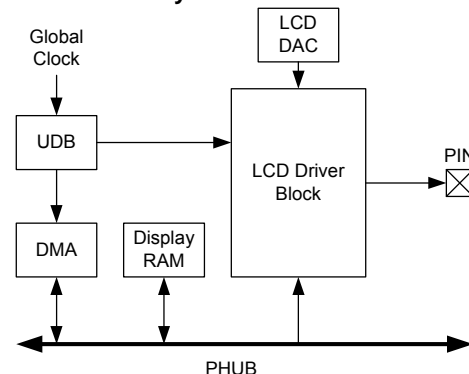 LCD
DAC
Global
Clock
UDB
LCD Driver
Block
PIN
DMA
Display
RAM
PHUB